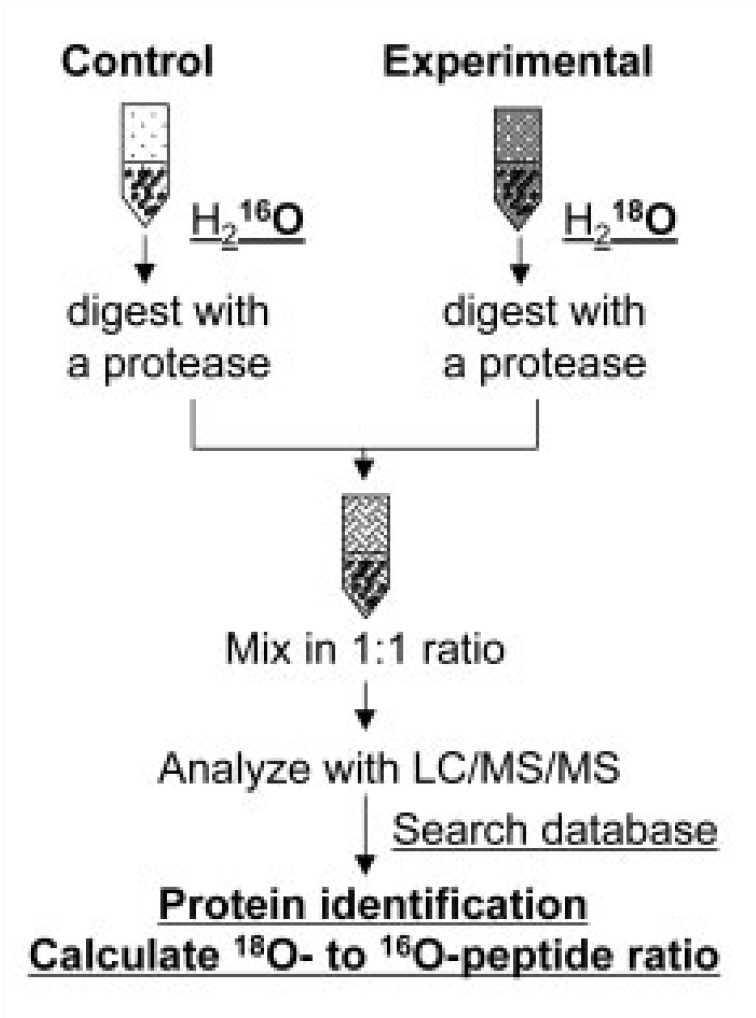 Control
Experimental
H₂¹⁶O
H₂¹⁸O
digest with
a protease
digest with
a protease
Mix in 1:1 ratio
Analyze with LC/MS/MS
Search database
Protein identification
Calculate ¹⁸O- to ¹⁶O-peptide ratio